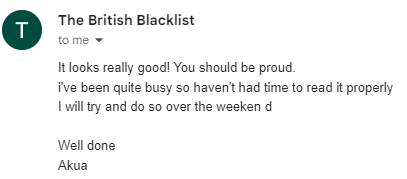 T
The British Blacklist
to me
It looks really good! You should be proud.
i've been quite busy so haven't had time to read it properly
I will try and do so over the weeken d
Well done
Akua